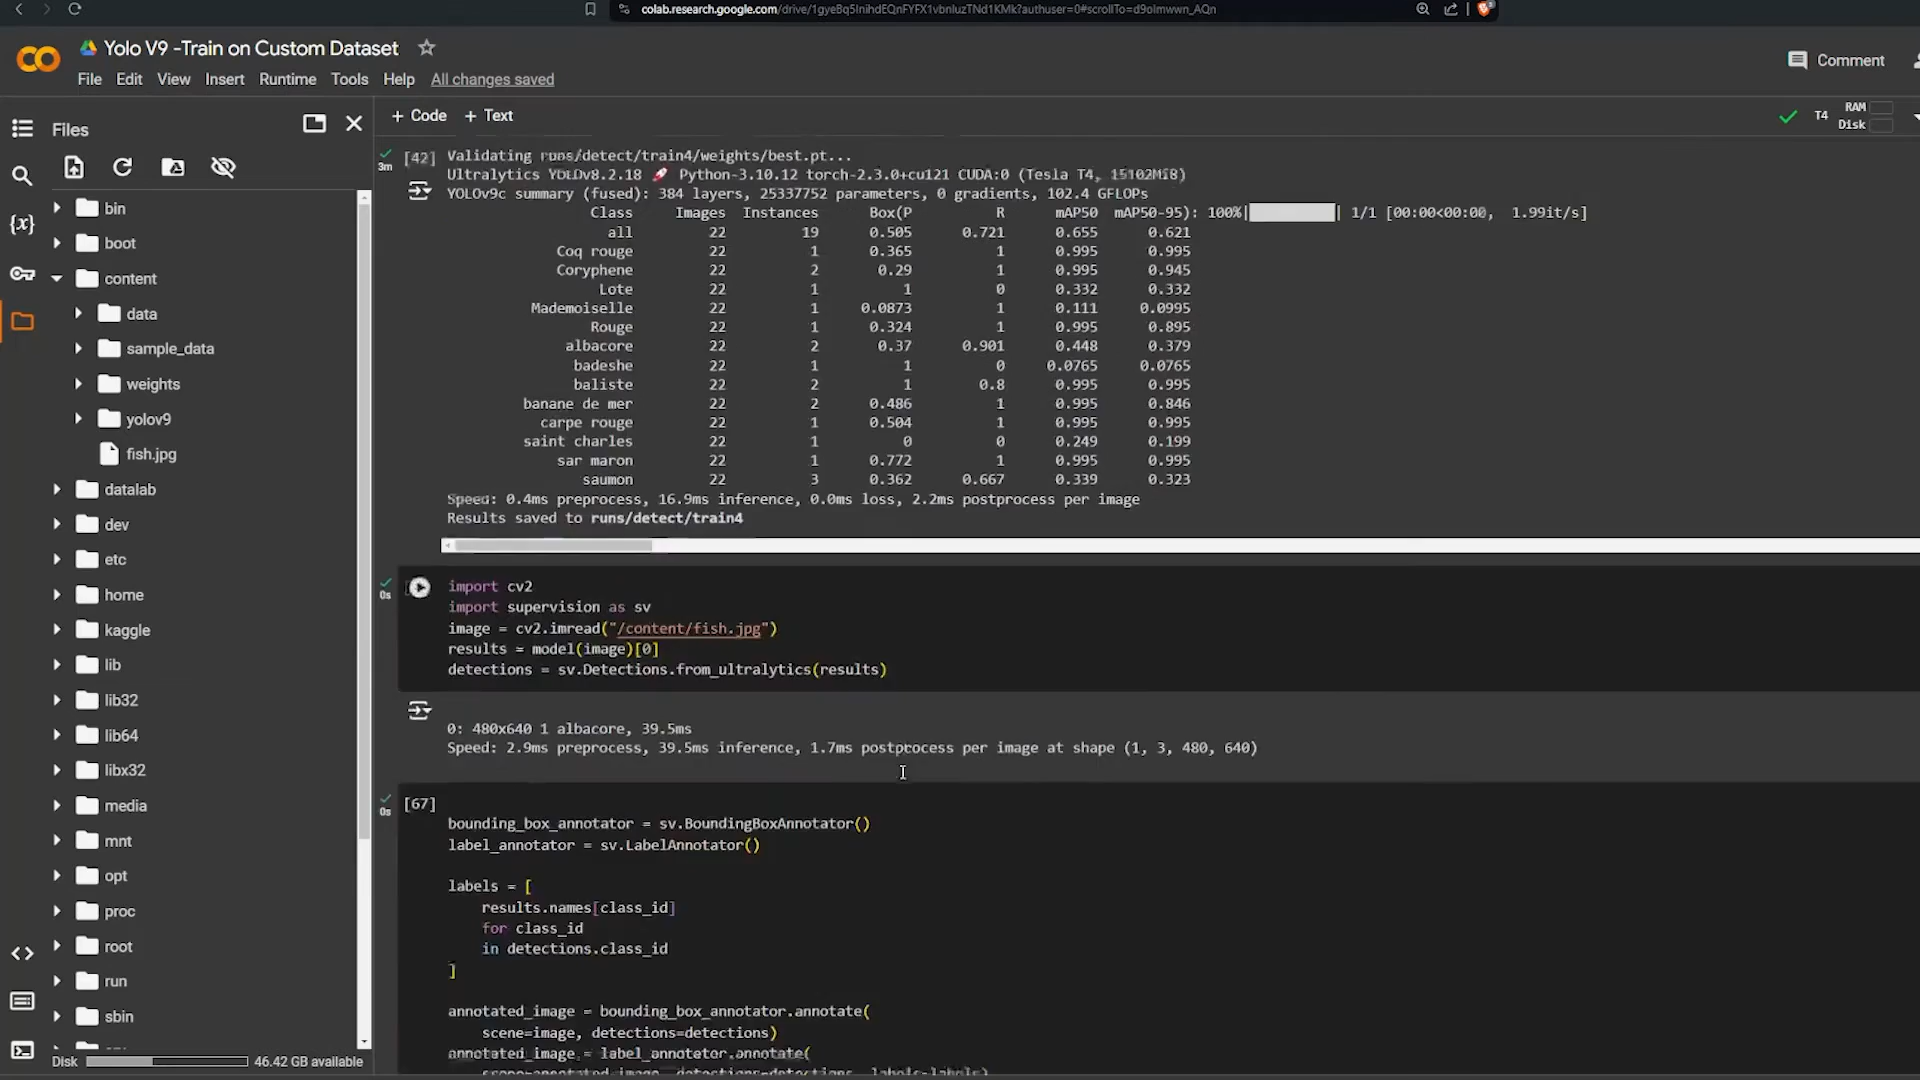 colab.research.google.com/drive/1gyeBq5InihdEQnFYFX1vbnluzTNd1KMk?authuser=0#scrollTo=d9oImwwn_AQn
Yolo V9 -Train on Custom Dataset
Comment
File Edit View Insert Runtime Tools Help All changes saved
Files
+ Code + Text
T4 RAM
Disk
bin
boot
content
data
sample_data
weights
yolov9
fish.jpg
datalab
dev
etc
home
kaggle
lib
lib32
lib64
libx32
media
mnt
opt
proc
root
run
sbin
Disk 46.42 GB available
3m [42] Validating runs/detect/train4/weights/best.pt...
Ultralytics YOLOv8.2.18 🚀 Python-3.10.12 torch-2.3.0+cu121 CUDA:0 (Tesla T4, 15102MiB)
YOLOv9c summary (fused): 384 layers, 25337752 parameters, 0 gradients, 102.4 GFLOPs
Class Images Instances Box(P R mAP50 mAP50-95): 100%| | 1/1 [00:00<00:00, 1.99it/s]
all 22 19 0.505 0.721 0.655 0.621
Coq rouge 22 1 0.365 1 0.995 0.995
Coryphene 22 2 0.29 1 0.995 0.945
Lote 22 1 1 0 0.332 0.332
Mademoiselle 22 1 0.0873 1 0.111 0.0995
Rouge 22 1 0.324 1 0.995 0.895
albacore 22 2 0.37 0.901 0.448 0.379
badeshe 22 1 1 0 0.0765 0.0765
baliste 22 2 1 0.8 0.995 0.995
banane de mer 22 2 0.486 1 0.995 0.846
carpe rouge 22 1 0.504 1 0.995 0.995
saint charles 22 1 0 0 0.249 0.199
sar maron 22 1 0.772 1 0.995 0.995
saumon 22 3 0.362 0.667 0.339 0.323
Speed: 0.4ms preprocess, 16.9ms inference, 0.0ms loss, 2.2ms postprocess per image
Results saved to runs/detect/train4
0s import cv2
import supervision as sv
image = cv2.imread("/content/fish.jpg")
results = model(image)[0]
detections = sv.Detections.from_ultralytics(results)
0: 480x640 1 albacore, 39.5ms
Speed: 2.9ms preprocess, 39.5ms inference, 1.7ms postprocess per image at shape (1, 3, 480, 640)
0s [67]
bounding_box_annotator = sv.BoundingBoxAnnotator()
label_annotator = sv.LabelAnnotator()
labels = [
results.names[class_id]
for class_id
in detections.class_id
]
annotated_image = bounding_box_annotator.annotate(
scene=image, detections=detections)
annotated_image = label_annotator.annotate(
scene=annotated_image, detections=detections, labels=labels)